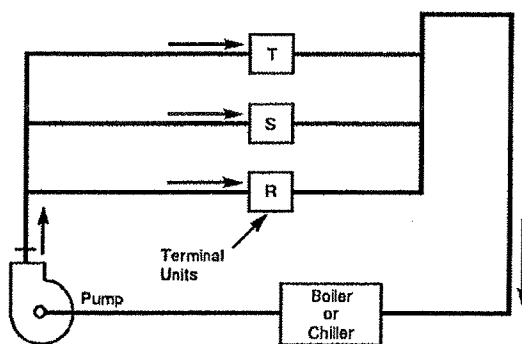 T
S
R
Terminal
Units
Pump
Boiler
or
Chiller